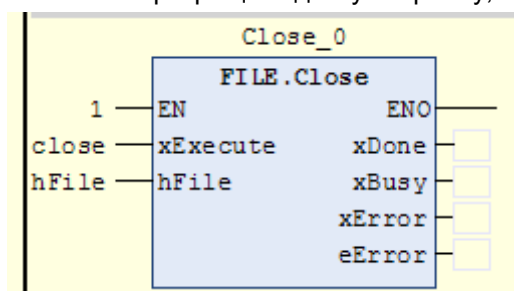 Close_0
FILE.Close
1 EN ENO
close xExecute xDone
hFile hFile xBusy
xError
eError